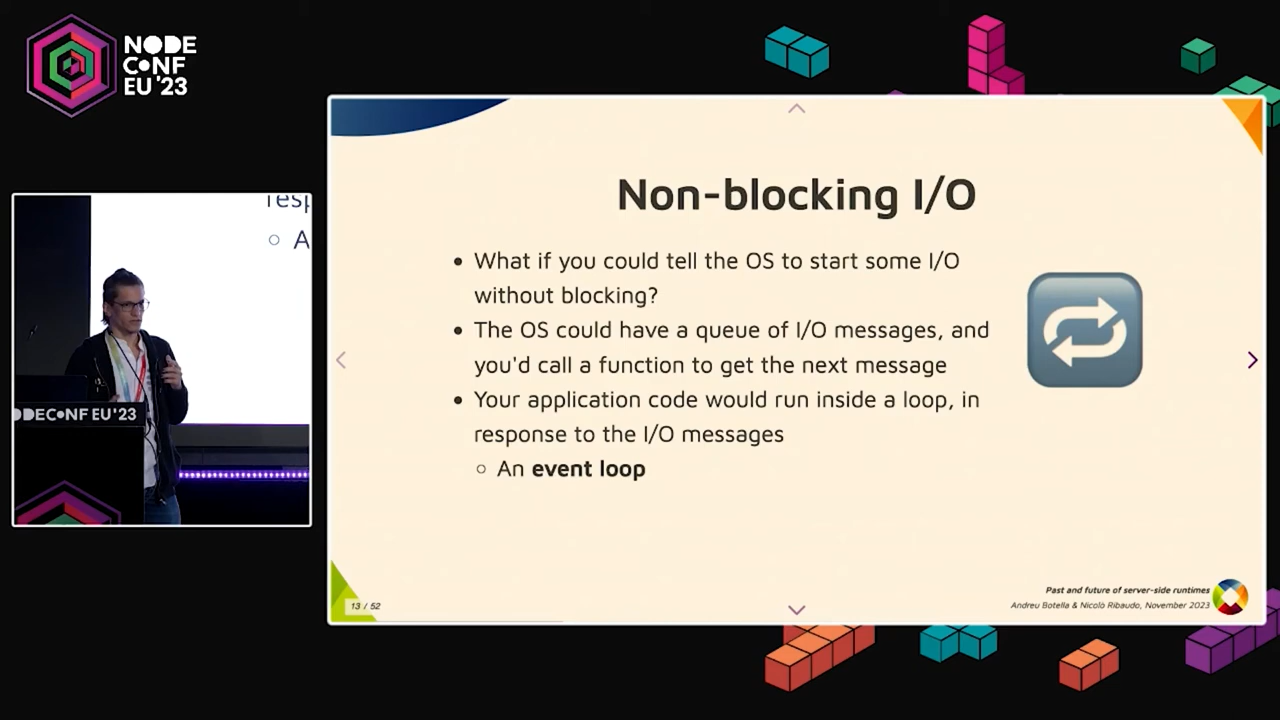 NODE
CONF
EU '23
resp
A
DECONF EU'23
Non-blocking I/O
• What if you could tell the OS to start some I/O
without blocking?
• The OS could have a queue of I/O messages, and
you'd call a function to get the next message
• Your application code would run inside a loop, in
response to the I/O messages
○ An event loop
13 / 52
Past and future of server-side runtimes
Andreu Botella & Nicolò Ribaudo, November 2023